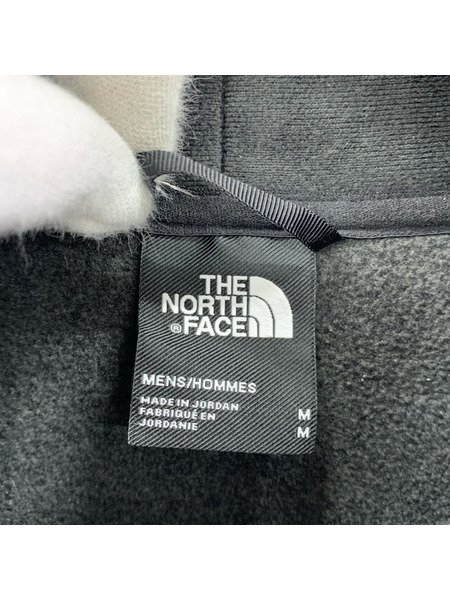 THE
NORTH
® FACE
MENS/HOMMES
MADE IN JORDAN M
FABRIQUÉ EN M
JORDANIE